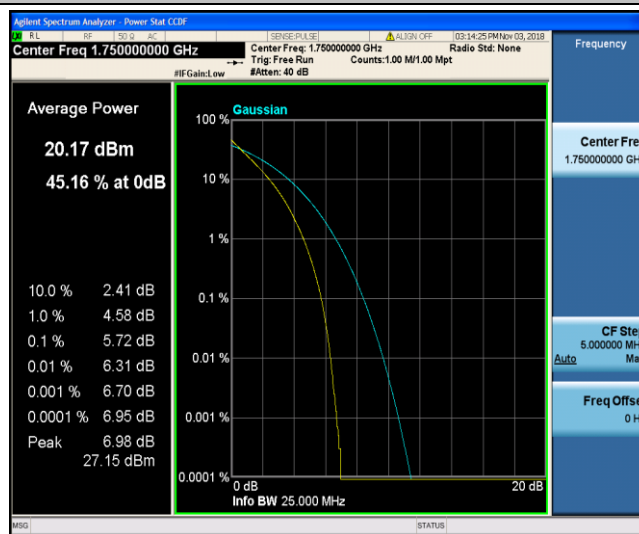 Agilent Spectrum Analyzer - Power Stat CCDF
RL RF 50 Ω AC SENSE:PULSE ALIGN OFF 03:14:25 PM Nov 03, 2018
Center Freq 1.750000000 GHz
Center Freq: 1.750000000 GHz Radio Std: None
Trig: Free Run Counts:1.00 M/1.00 Mpt
#IFGain:Low #Atten: 40 dB
Frequency
Average Power
20.17 dBm
45.16 % at 0dB
10.0 % 2.41 dB
1.0 % 4.58 dB
0.1 % 5.72 dB
0.01 % 6.31 dB
0.001 % 6.70 dB
0.0001 % 6.95 dB
Peak 6.98 dB
27.15 dBm
Gaussian
100 %
10 %
1 %
0.1 %
0.01 %
0.001 %
0.0001 %
0 dB 20 dB
Info BW 25.000 MHz
Center Fre
1.750000000 GH
CF Ste
5.000000 MH
Auto Ma
Freq Offse
0 H
MSG STATUS